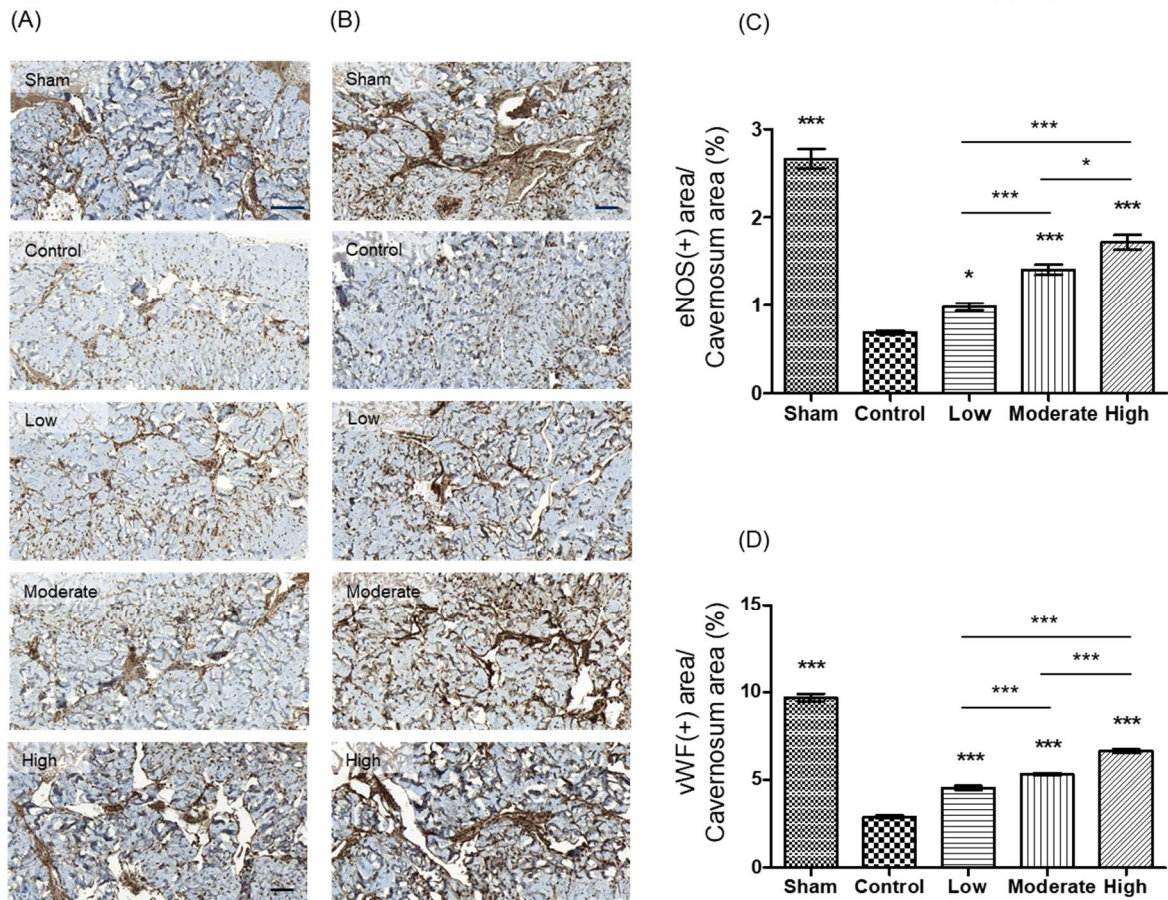 (A)
Sham
Control
Low
Moderate
High
(B)
Sham
Control
Low
Moderate
High
(C)
eNOS(+) area/
Cavernosum area (%)
3
2
1
0
***
*
***
***
***
*
***
Sham Control Low Moderate High
(D)
vWF(+) area/
Cavernosum area (%)
15
10
5
0
***
***
***
***
***
***
***
Sham Control Low Moderate High